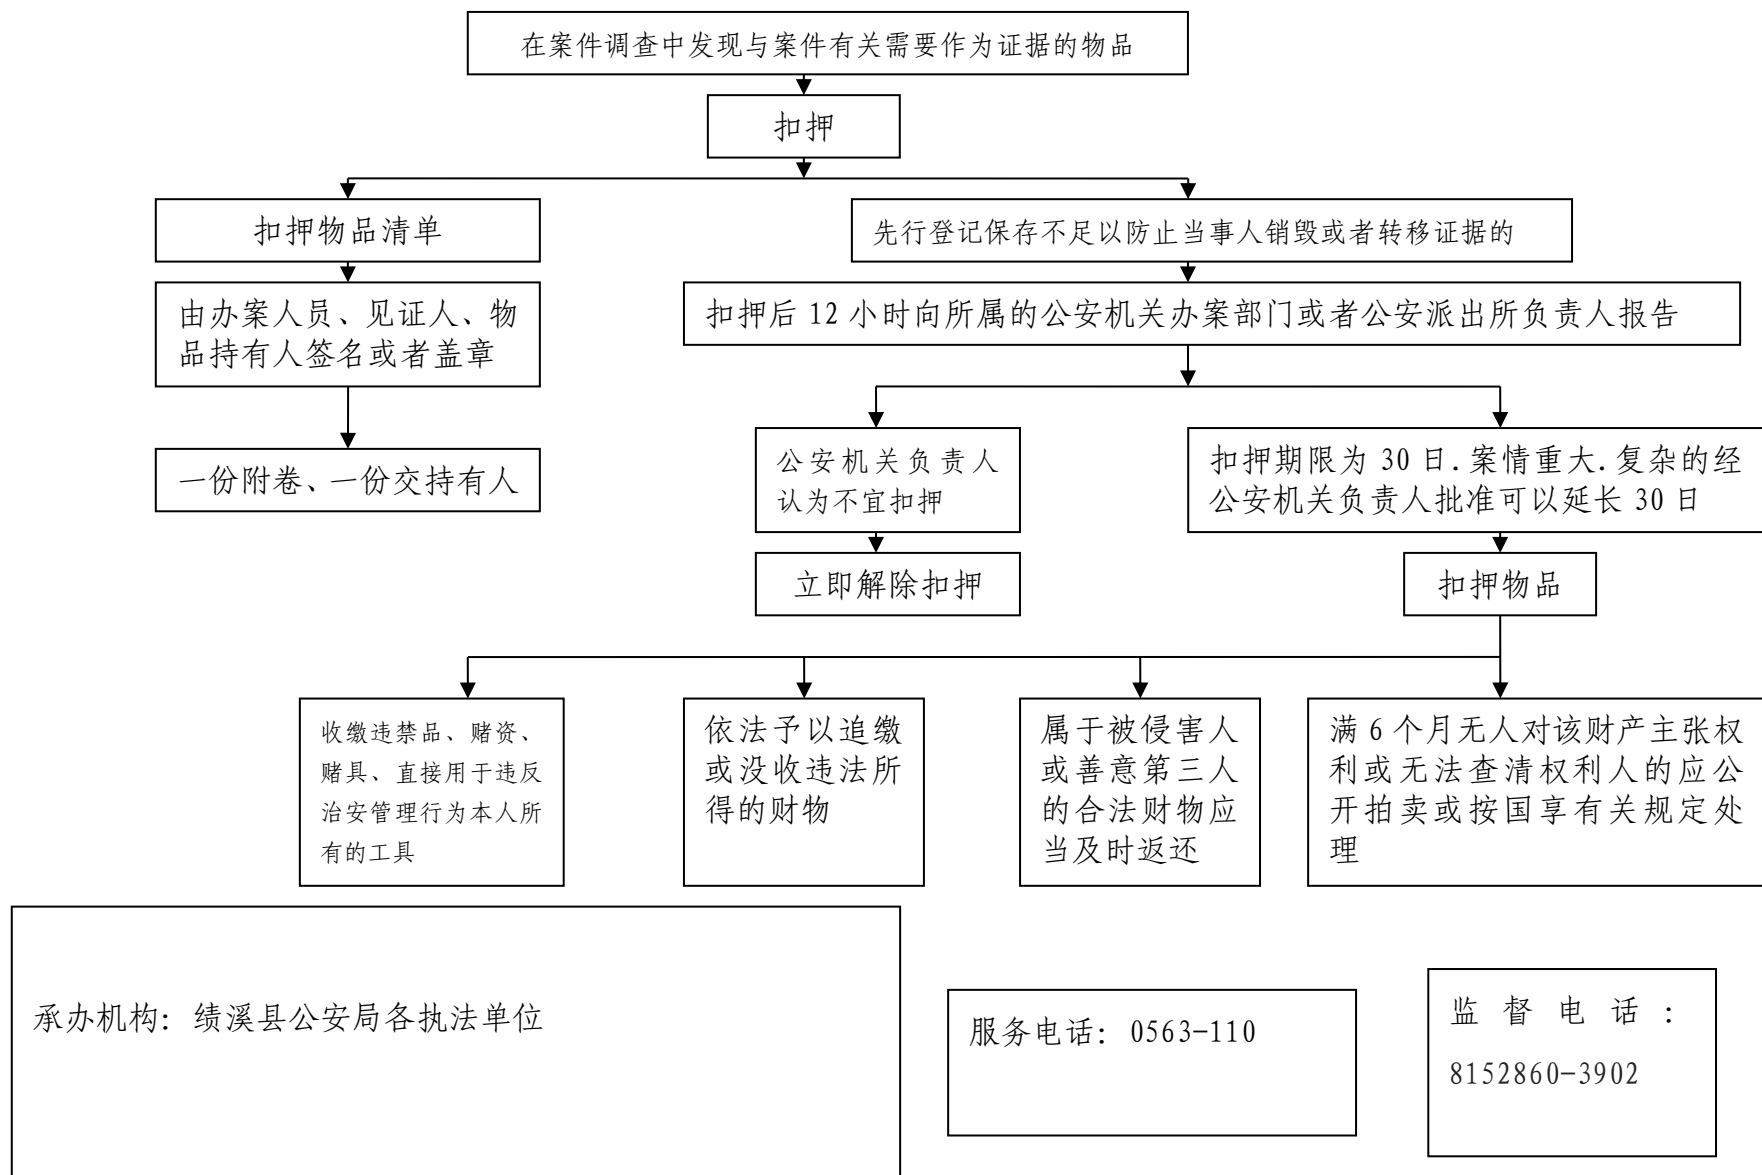 在案件调查中发现与案件有关需要作为证据的物品
扣押
扣押物品清单
先行登记保存不足以防止当事人销毁或者转移证据的
由办案人员、见证人、物
品持有人签名或者盖章
扣押后12小时向所属的公安机关办案部门或者公安派出所负责人报告
一份附卷、一份交持有人
公安机关负责人
认为不宜扣押
扣押期限为30日.案情重大.复杂的经
公安机关负责人批准可以延长30日
立即解除扣押
扣押物品
收缴违禁品、赌资、
赌具、直接用于违反
治安管理行为本人所
有的工具
依法予以追缴
或没收违法所
得的财物
属于被侵害人
或善意第三人
的合法财物应
当及时返还
满6个月无人对该财产主张权
利或无法查清权利人的应公
开拍卖或按国享有关规定处
理
承办机构：绩溪县公安局各执法单位
服务电话：0563-110
监督电话：
8152860-3902